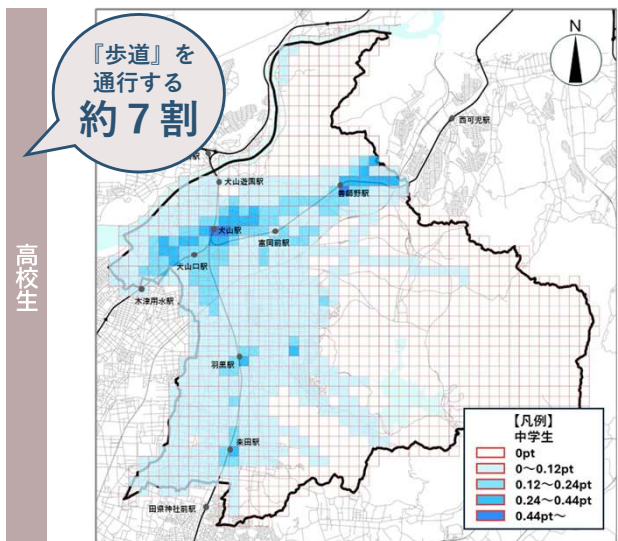 『歩道』を
通行する
約７割
高校生
N
西可児駅
駅
犬山遊園駅
善師野駅
犬山駅
富岡前駅
犬山口駅
木津用水駅
羽黒駅
楽田駅
田県神社前駅
【凡例】
中学生
0pt
0～0.12pt
0.12～0.24pt
0.24～0.44pt
0.44pt～